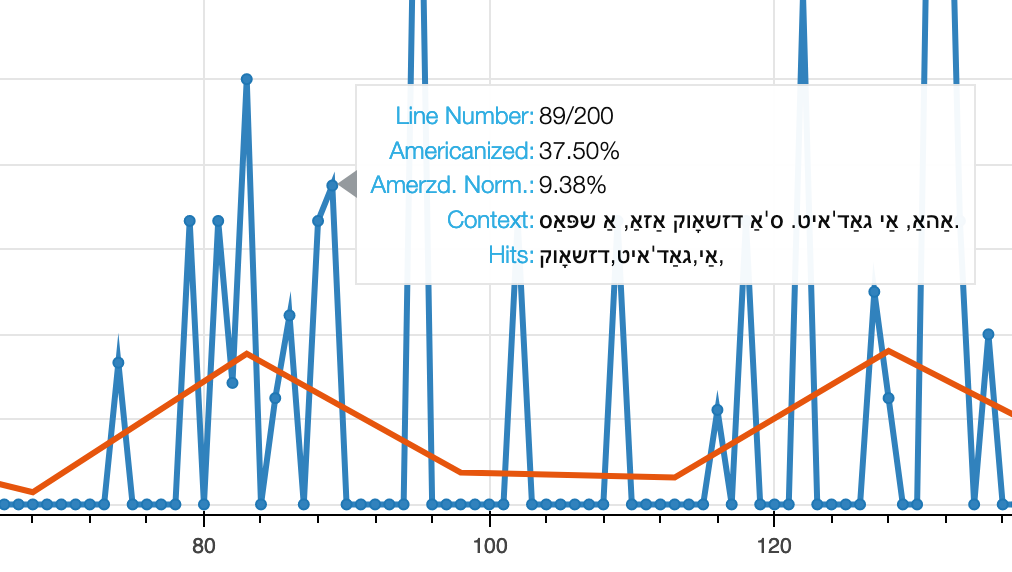 Line Number: 89/200
Americanized: 37.50%
Amerzd. Norm.: 9.38%
Context: אַהאַ, אַי גאַד'איט. ס'אַ דזשאָוק אַזאַ, אַ שפּאַס.
Hits: אַי,גאַד'איט,דזשאָוק,
80 100 120